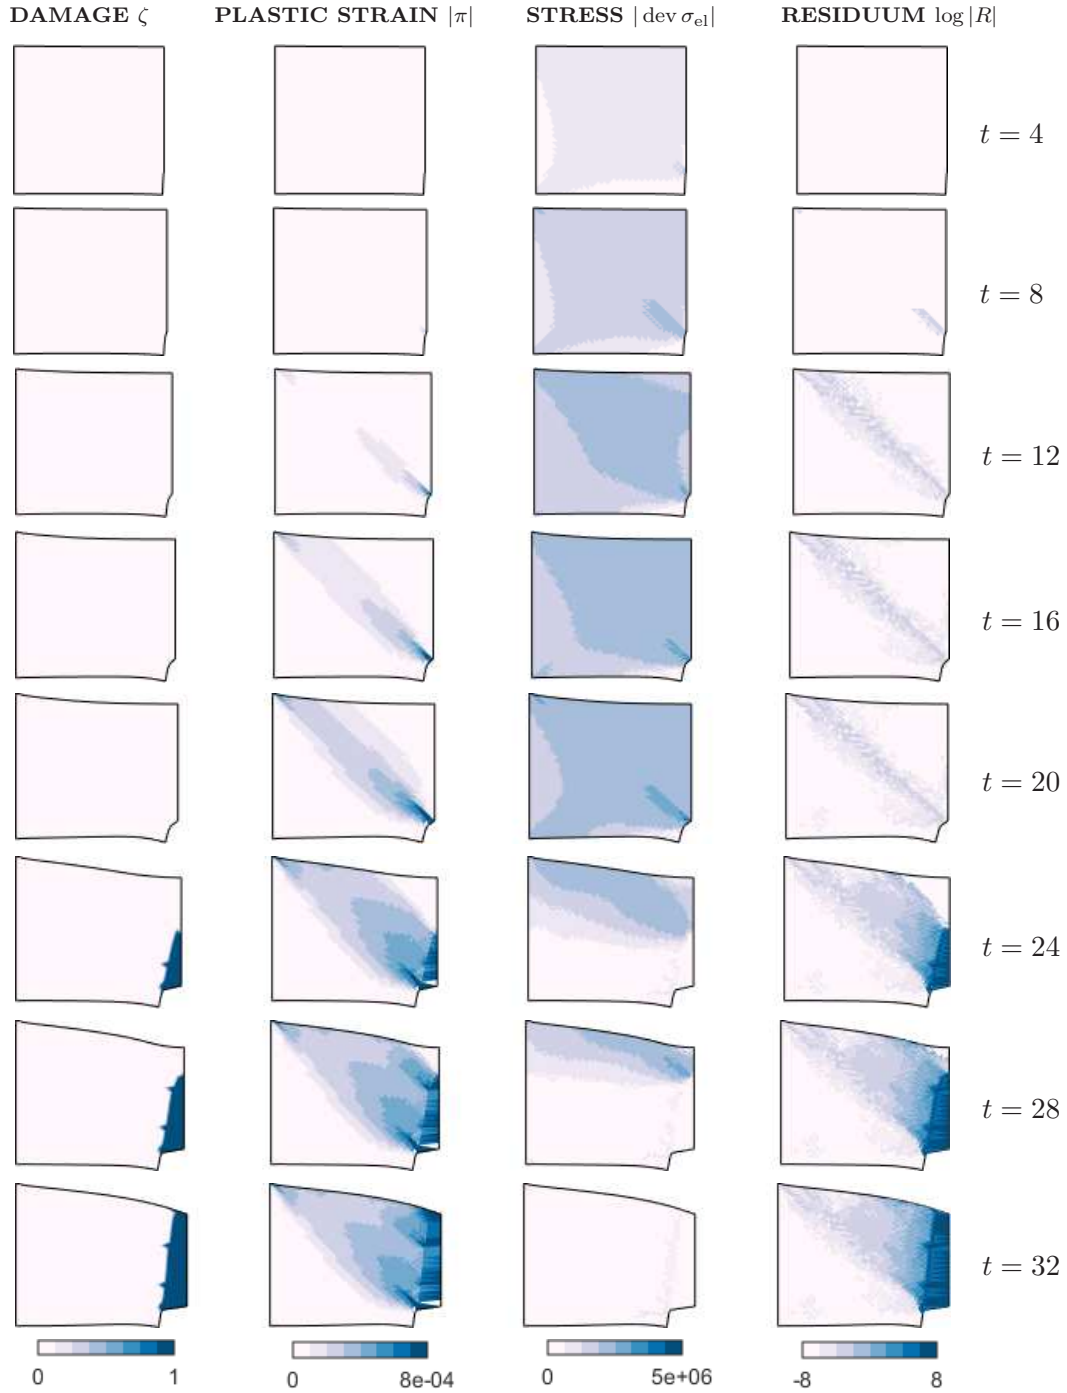 DAMAGE ζ PLASTIC STRAIN |π| STRESS | dev σ_el| RESIDUUM log |R|
t = 4
t = 8
t = 12
t = 16
t = 20
t = 24
t = 28
t = 32
0 1 0 8e-04 0 5e+06 -8 8